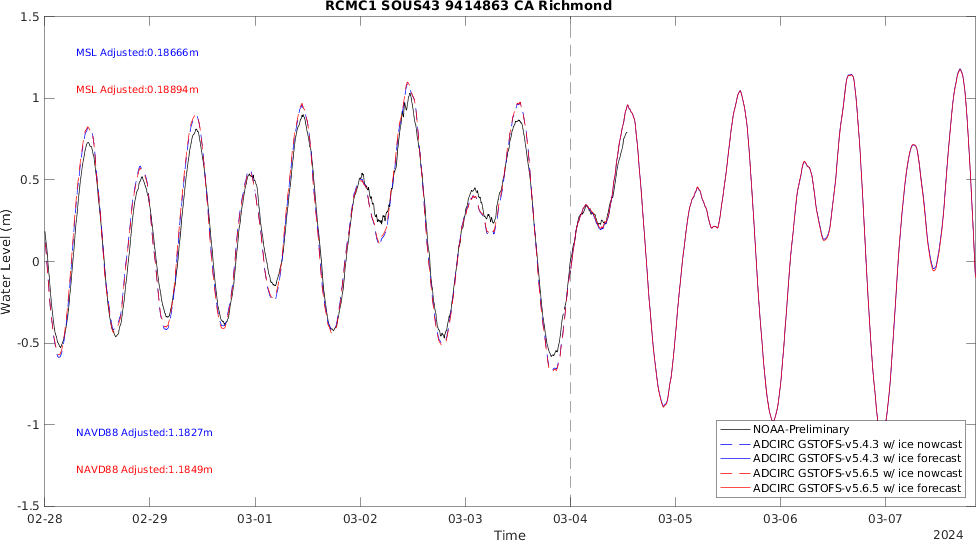 RCMC1 SOUS43 9414863 CA Richmond
1.5
1
0.5
0
-0.5
-1
-1.5
Water Level (m)
MSL Adjusted:0.18666m
MSL Adjusted:0.18894m
NAVD88 Adjusted:1.1827m
NAVD88 Adjusted:1.1849m
NOAA-Preliminary
ADCIRC GSTOFS-v5.4.3 w/ ice nowcast
ADCIRC GSTOFS-v5.4.3 w/ ice forecast
ADCIRC GSTOFS-v5.6.5 w/ ice nowcast
ADCIRC GSTOFS-v5.6.5 w/ ice forecast
02-28 02-29 03-01 03-02 03-03 03-04 03-05 03-06 03-07
Time
2024